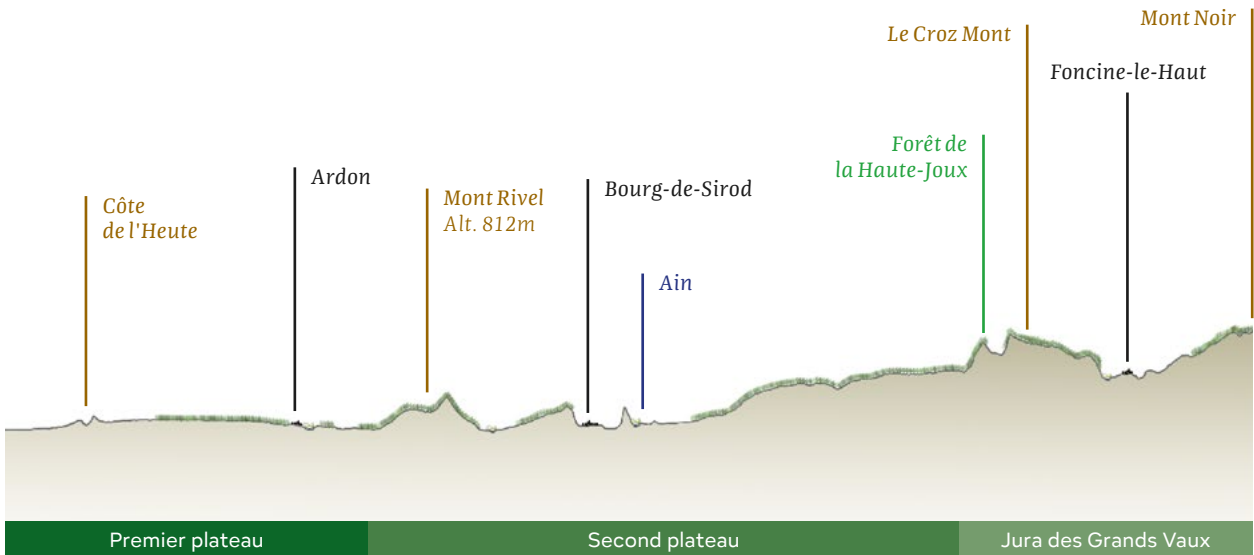 Mont Noir
Le Croz Mont
Foncine-le-Haut
Forêt de
la Haute-Joux
Ardon
Mont Rivel
Alt. 812m
Bourg-de-Sirod
Côte
de l'Heute
Ain
Premier plateau
Second plateau
Jura des Grands Vaux